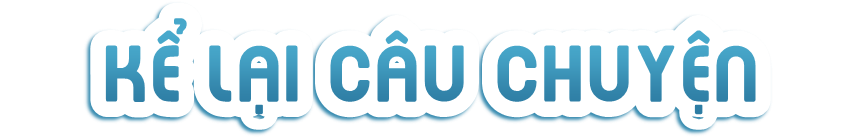 KỂ LẠI CÂU CHUYỆN